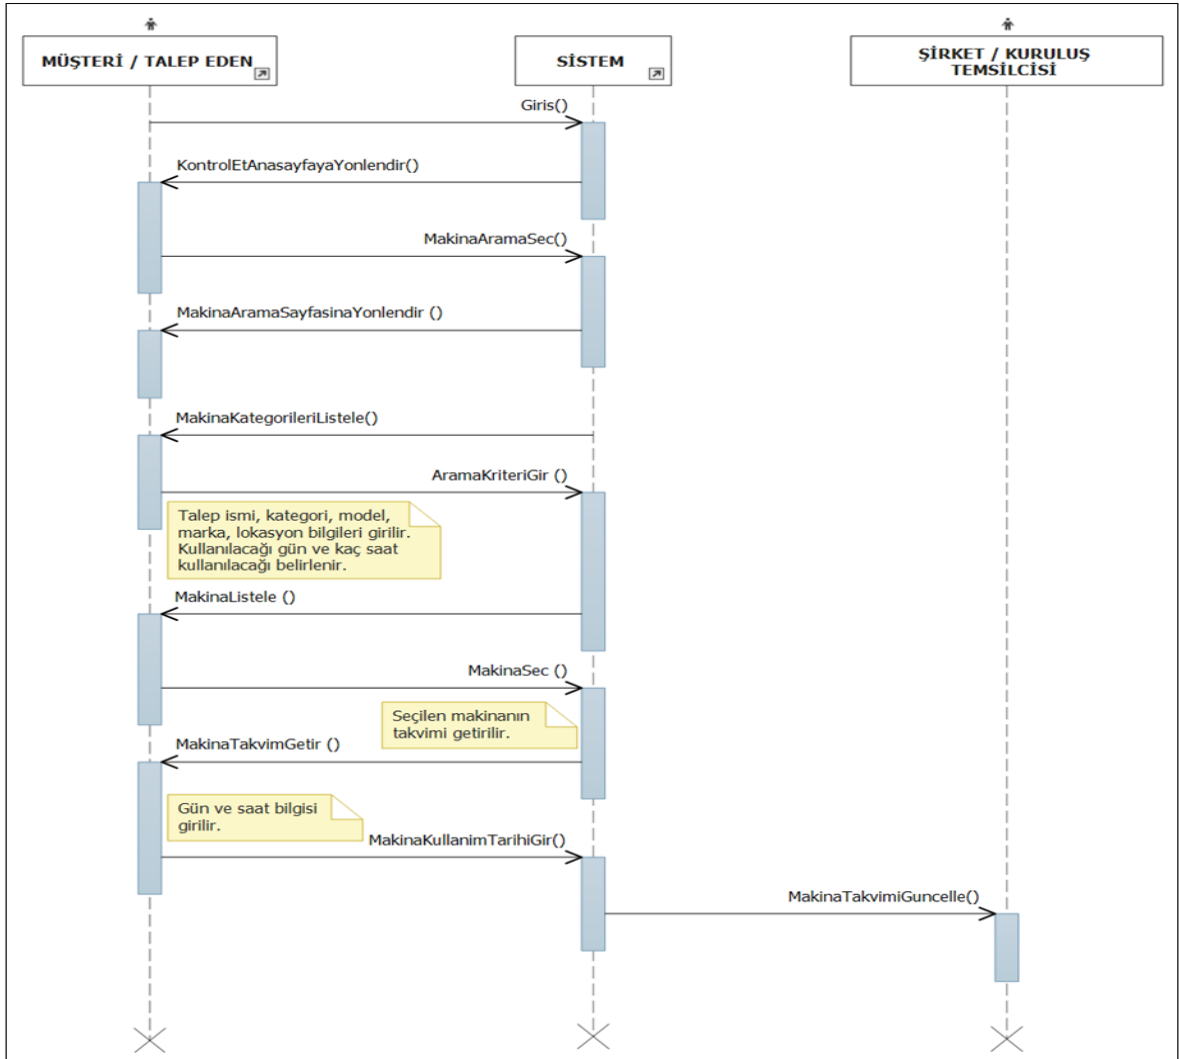 MÜŞTERİ / TALEP EDEN
SİSTEM
ŞİRKET / KURULUŞ
TEMSİLCİSİ
Giris()
KontrolEtAnasayfayaYonlendir()
MakinaAramaSec()
MakinaAramaSayfasinaYonlendir ()
MakinaKategorileriListele()
AramaKriteriGir ()
Talep ismi, kategori, model,
marka, lokasyon bilgileri girilir.
Kullanılacağı gün ve kaç saat
kullanılacağı belirlenir.
MakinaListele ()
MakinaSec ()
Seçilen makinanın
takvimi getirilir.
MakinaTakvimGetir ()
Gün ve saat bilgisi
girilir.
MakinaKullanimTarihiGir()
MakinaTakvimiGuncelle()